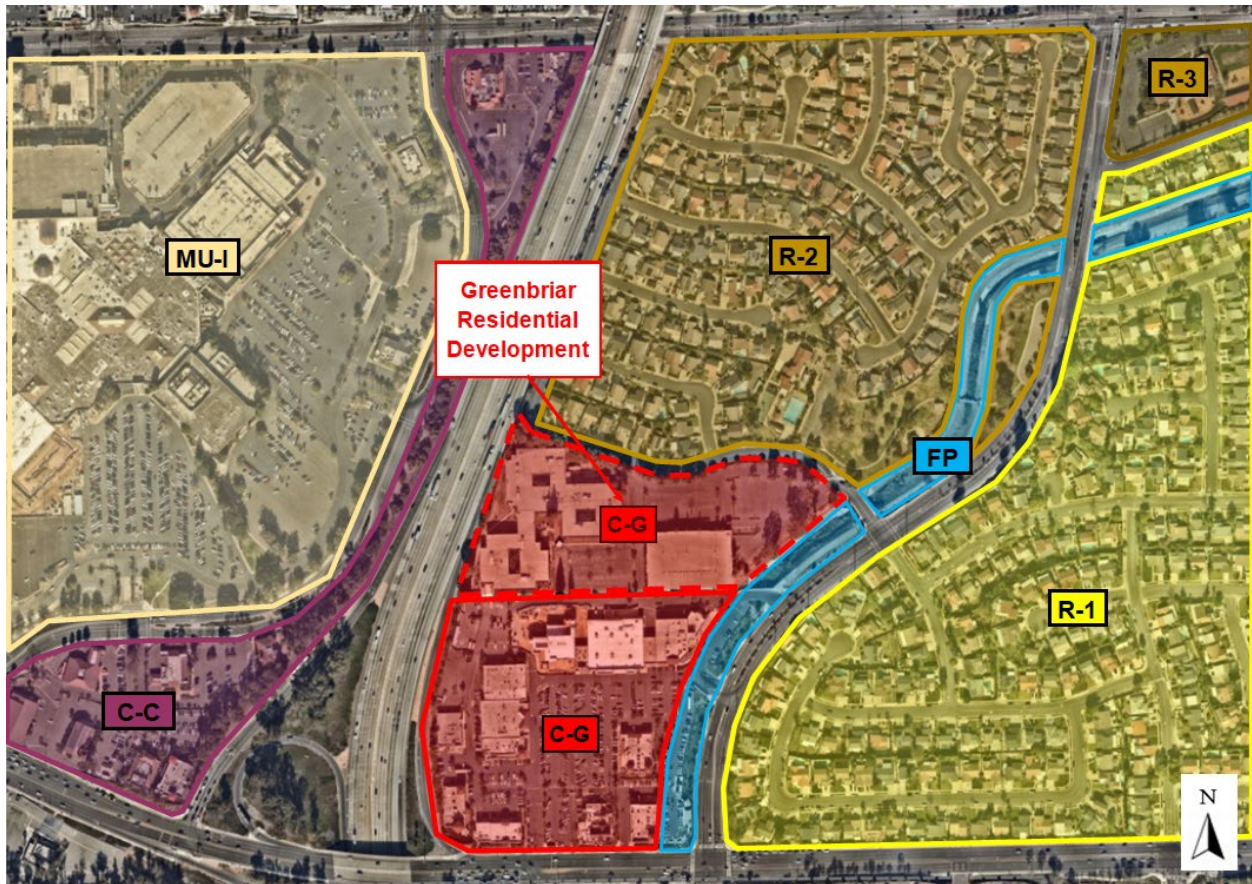 R-3
MU-I
R-2
Greenbriar
Residential
Development
FP
C-G
R-1
C-C
C-G
N